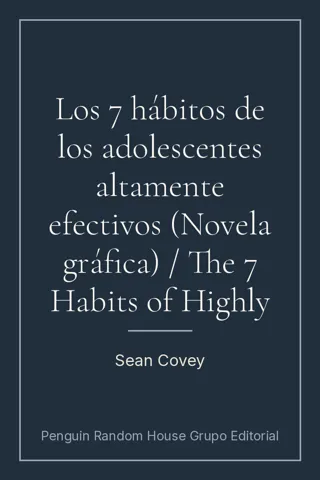 Los 7 hábitos de
los adolescentes
altamente
efectivos (Novela
gráfica) / The 7
Habits of Highly
Sean Covey
Penguin Random House Grupo Editorial